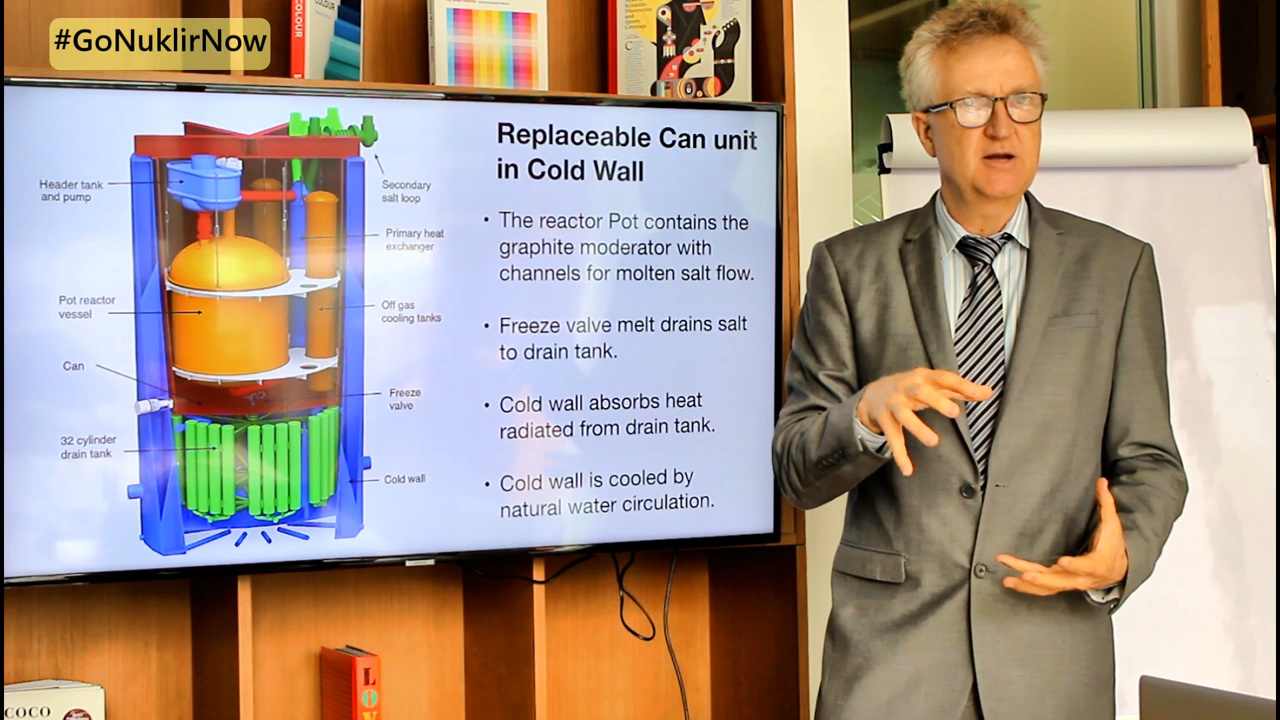 #GoNuklirNow
COLOUR
Replaceable Can unit
in Cold Wall
• The reactor Pot contains the
graphite moderator with
channels for molten salt flow.
• Freeze valve melt drains salt
to drain tank.
• Cold wall absorbs heat
radiated from drain tank.
• Cold wall is cooled by
natural water circulation.
Header tank
and pump
Pot reactor
vessel
Can
32 cylinder
drain tank
Secondary
salt loop
Primary heat
exchanger
Off gas
cooling tanks
Freeze
valve
Cold wall
COCO
LOV